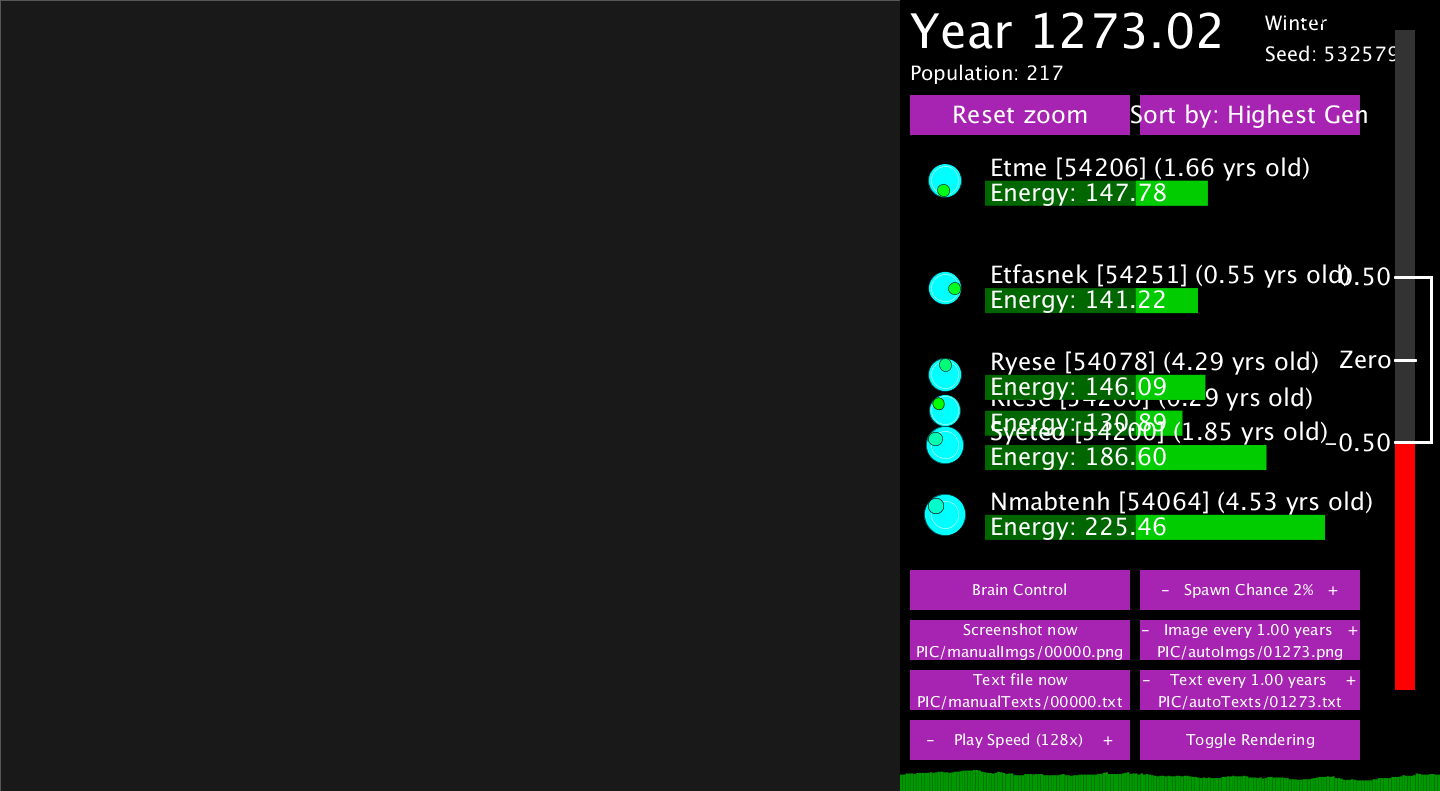 Year 1273.02
Winter
Seed: 532579
Population: 217
Reset zoom
Sort by: Highest Gen
Etme [54206] (1.66 yrs old)
Energy: 147.78
Etfasnek [54251] (0.55 yrs old)
0.50
Energy: 141.22
Ryese [54078] (4.29 yrs old)
Zero
Energy: 146.09
yrs old)
Energy: 130.89
Syeteo [54200] (1.85 yrs old)
-0.50
Energy: 186.60
Nmabtenh [54064] (4.53 yrs old)
Energy: 225.46
Brain Control
- Spawn Chance 2% +
Screenshot now
PIC/manualImgs/00000.png
- Image every 1.00 years +
PIC/autoImgs/01273.png
Text file now
PIC/manualTexts/00000.txt
- Text every 1.00 years +
PIC/autoTexts/01273.txt
- Play Speed (128x) +
Toggle Rendering